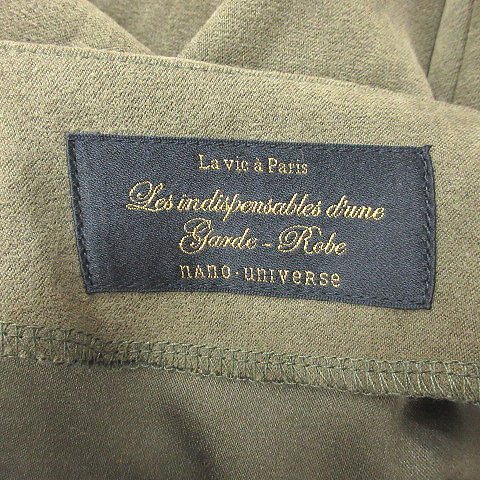 La vie à Paris
Les indispensables d'une
Garde - Robe
nano · universe